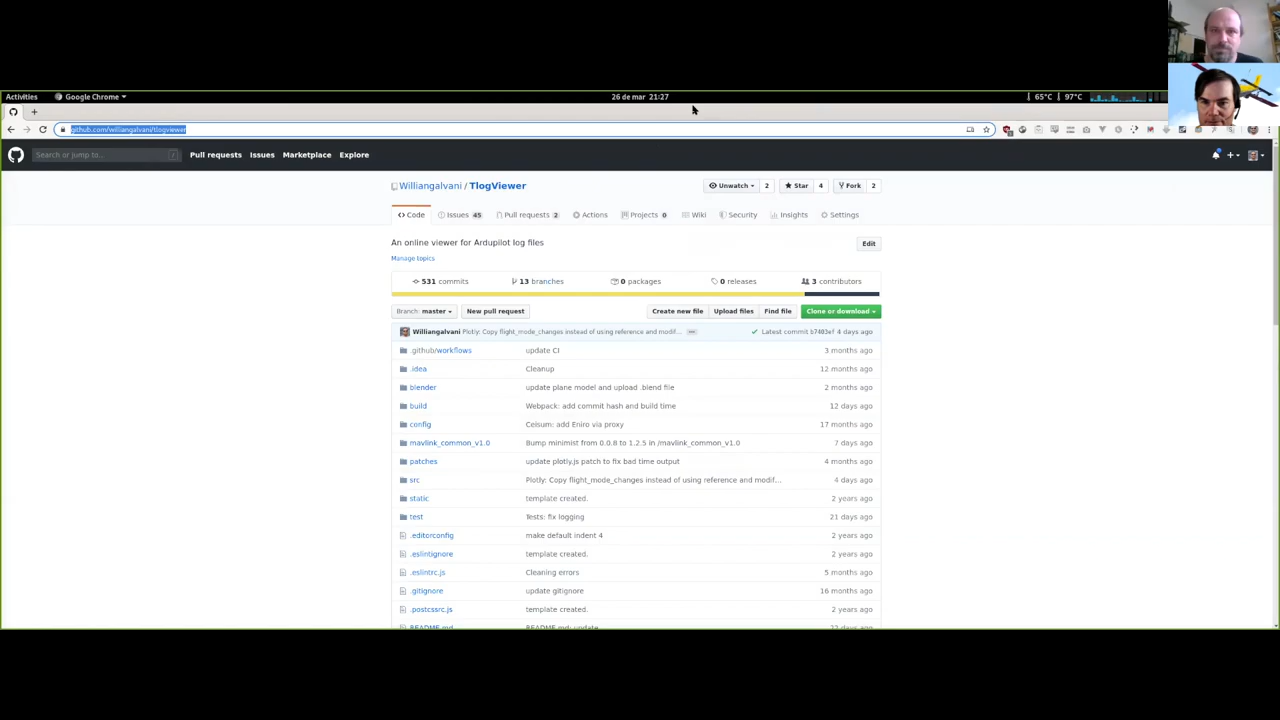 Activities
Google Chrome
26 de mar 21:27
65°C
97°C
github.com/williangalvani/tlogviewer
Search or jump to...
/
Pull requests
Issues
Marketplace
Explore
Williangalvani / TlogViewer
Unwatch
2
Star
4
Fork
2
Code
Issues 45
Pull requests 2
Actions
Projects 0
Wiki
Security
Insights
Settings
An online viewer for Ardupilot log files
Edit
Manage topics
531 commits
13 branches
0 packages
0 releases
3 contributors
Branch: master
New pull request
Create new file
Upload files
Find file
Clone or download
Williangalvani Plotly: Copy flight_mode_changes instead of using reference and modif...
Latest commit b7403ef 4 days ago
.github/workflows
update CI
3 months ago
.idea
Cleanup
12 months ago
blender
update plane model and upload .blend file
2 months ago
build
Webpack: add commit hash and build time
12 days ago
config
Ceisum: add Eniro via proxy
17 months ago
mavlink_common_v1.0
Bump minimist from 0.0.8 to 1.2.5 in /mavlink_common_v1.0
7 days ago
patches
update plotly.js patch to fix bad time output
4 months ago
src
Plotly: Copy flight_mode_changes instead of using reference and modif...
4 days ago
static
template created.
2 years ago
test
Tests: fix logging
21 days ago
.editorconfig
make default indent 4
2 years ago
.eslintignore
template created.
2 years ago
.eslintrc.js
Cleaning errors
5 months ago
.gitignore
update gitignore
16 months ago
.postcssrc.js
template created.
2 years ago
README.md
README.md: update
22 days ago